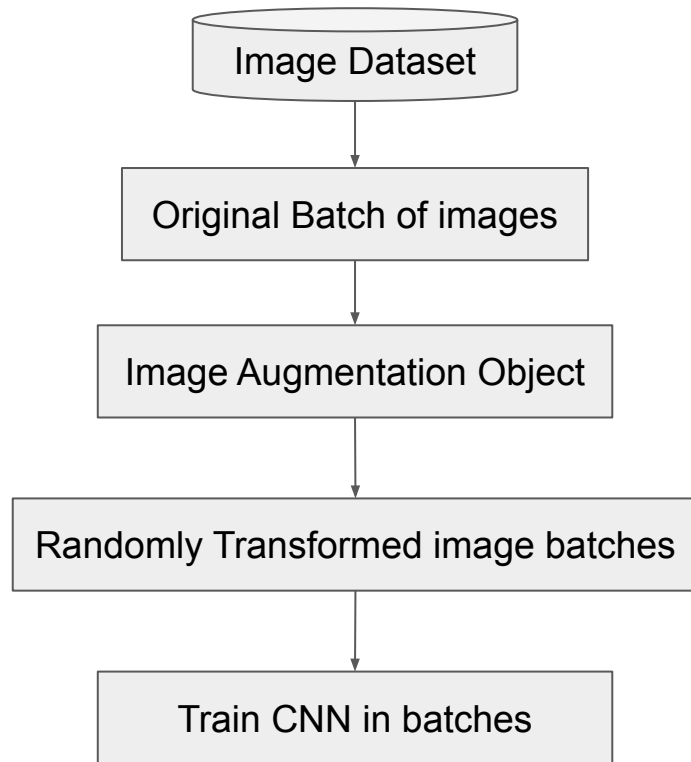 Image Dataset
Original Batch of images
Image Augmentation Object
Randomly Transformed image batches
Train CNN in batches